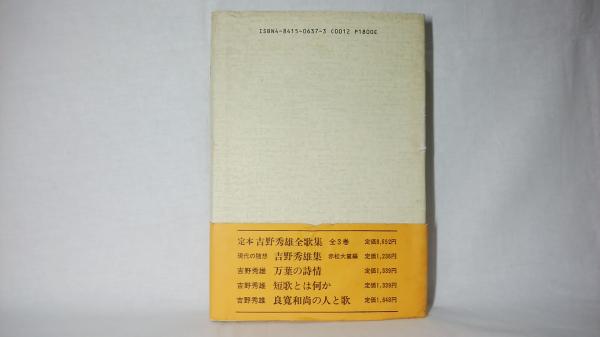 ISBN4-8415-0637-3 C0012 P1800E
定本 吉野秀雄全歌集 全3巻 定価8,652円
現代の随想 吉野秀雄集 赤松大麓編 定価1,236円
吉野秀雄 万葉の詩情 定価1,339円
吉野秀雄 短歌とは何か 定価1,339円
吉野秀雄 良寛和尚の人と歌 定価1,648円